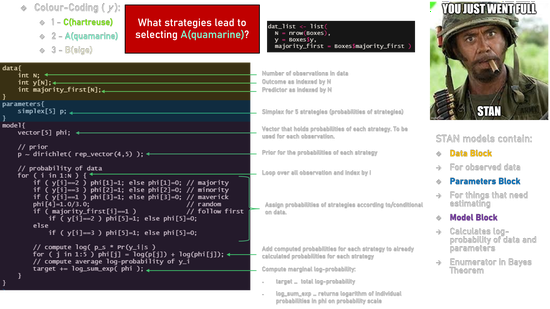 ❖ Colour-Coding ( y):
➔ 1 - C(hartreuse)
➔ 2 - A(quamarine)
➔ 3 - B(eige)
What strategies lead to
selecting A(quamarine)?
dat_list <- list(
N = nrow(Boxes),
y = Boxes$y,
majority_first = Boxes$majority_first )
YOU JUST WENT FULL
STAN
data{
int N;
int y[N];
int majority_first[N];
}
parameters{
simplex[5] p;
}
model{
vector[5] phi;
// prior
p ~ dirichlet( rep_vector(4,5) );
// probability of data
for ( i in 1:N ) {
if ( y[i]==2 ) phi[1]=1; else phi[1]=0; // majority
if ( y[i]==3 ) phi[2]=1; else phi[2]=0; // minority
if ( y[i]==1 ) phi[3]=1; else phi[3]=0; // maverick
phi[4]=1.0/3.0; // random
if ( majority_first[i]==1 ) // follow first
if ( y[i]==2 ) phi[5]=1; else phi[5]=0;
else
if ( y[i]==3 ) phi[5]=1; else phi[5]=0;
// compute log( p_s * Pr(y_i|s )
for ( j in 1:5 ) phi[j] = log(p[j]) + log(phi[j]);
// compute average log-probability of y_i
target += log_sum_exp( phi );
}
}
Number of observations in data
Outcome as indexed by N
Predictor as indexed by N
Simplex for 5 strategies (probabilities of strategies)
Vector that holds probabilities of each strategy. To be
used for each observation.
Prior for the probabilities of each strategy
Loop over all observation and index by i
Assign probabilities of strategies according to/conditional
on data.
Add computed probabilities for each strategy to already
calculated probabilities for each strategy
Compute marginal log-probability:
- target … total log-probability
- log_sum_exp … returns logarithm of individual
probabilities in phi on probability scale
STAN models contain:
❖ Data Block
➔ For observed data
❖ Parameters Block
➔ For things that need
estimating
❖ Model Block
➔ Calculates log-
probability of data and
parameters
➔ Enumerator in Bayes
Theorem